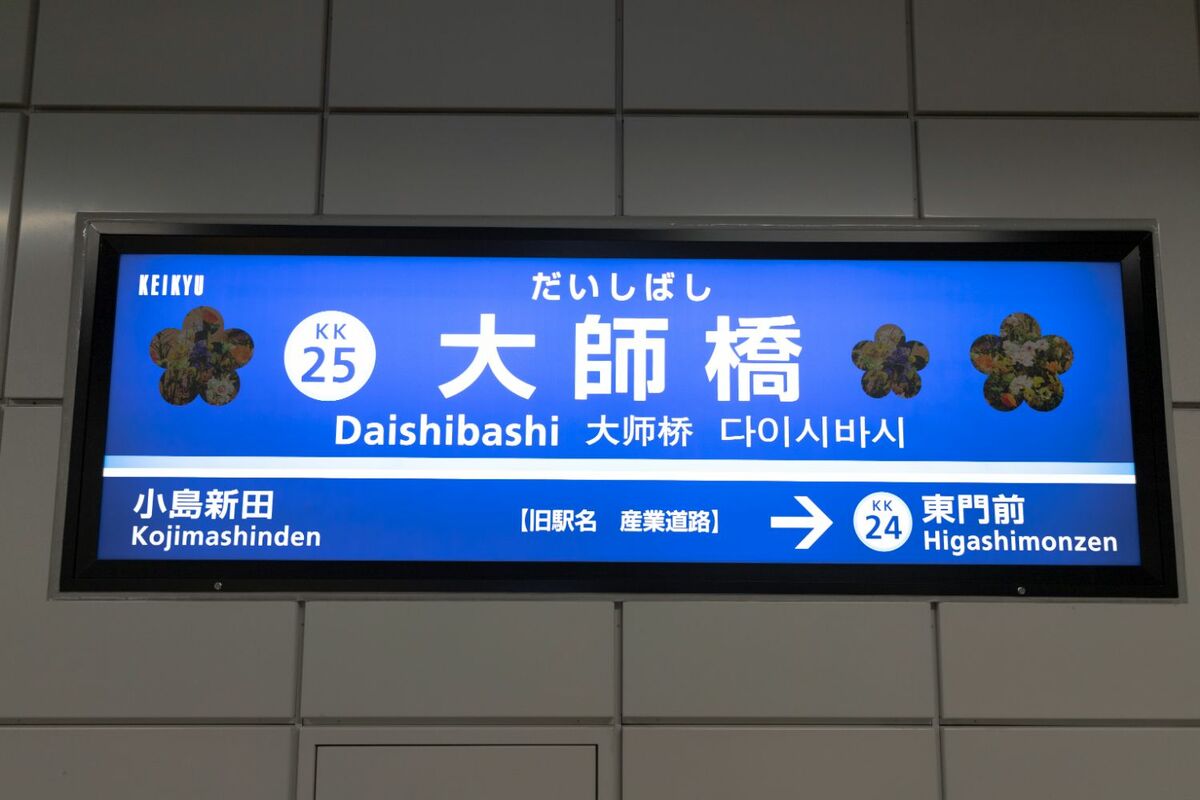 KEIKYU
だいしばし
KK
25
大師橋
Daishibashi 大师桥 다이시바시
小島新田
Kojimashinden
【旧駅名 産業道路】
→
KK
24
東門前
Higashimonzen